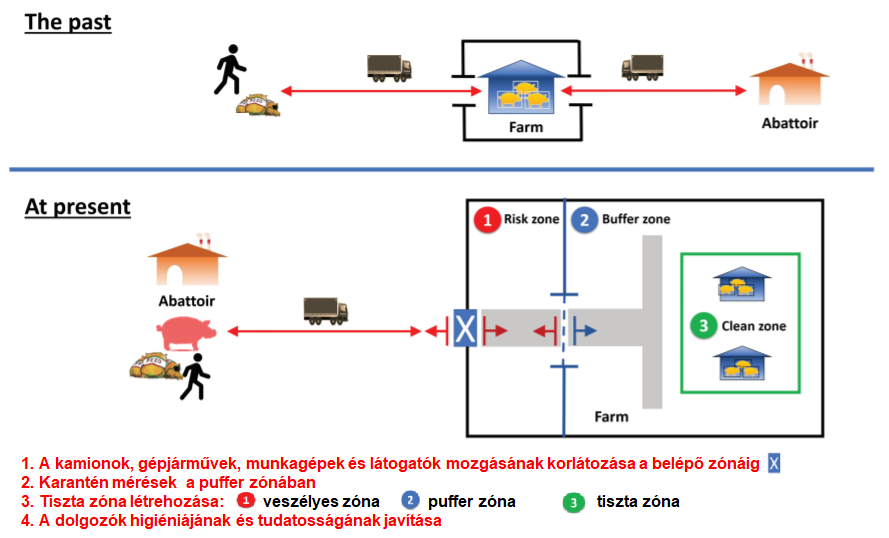 The past
FEED
Farm
Abattoir
At present
1 Risk zone
2 Buffer zone
Abattoir
X
3 Clean zone
FEED
Farm
1. A kamionok, gépjárművek, munkagépek és látogatók mozgásának korlátozása a belépő zónáig X
2. Karantén mérések a puffer zónában
3. Tiszta zóna létrehozása: 1 veszélyes zóna 2 puffer zóna 3 tiszta zóna
4. A dolgozók higiéniájának és tudatosságának javítása